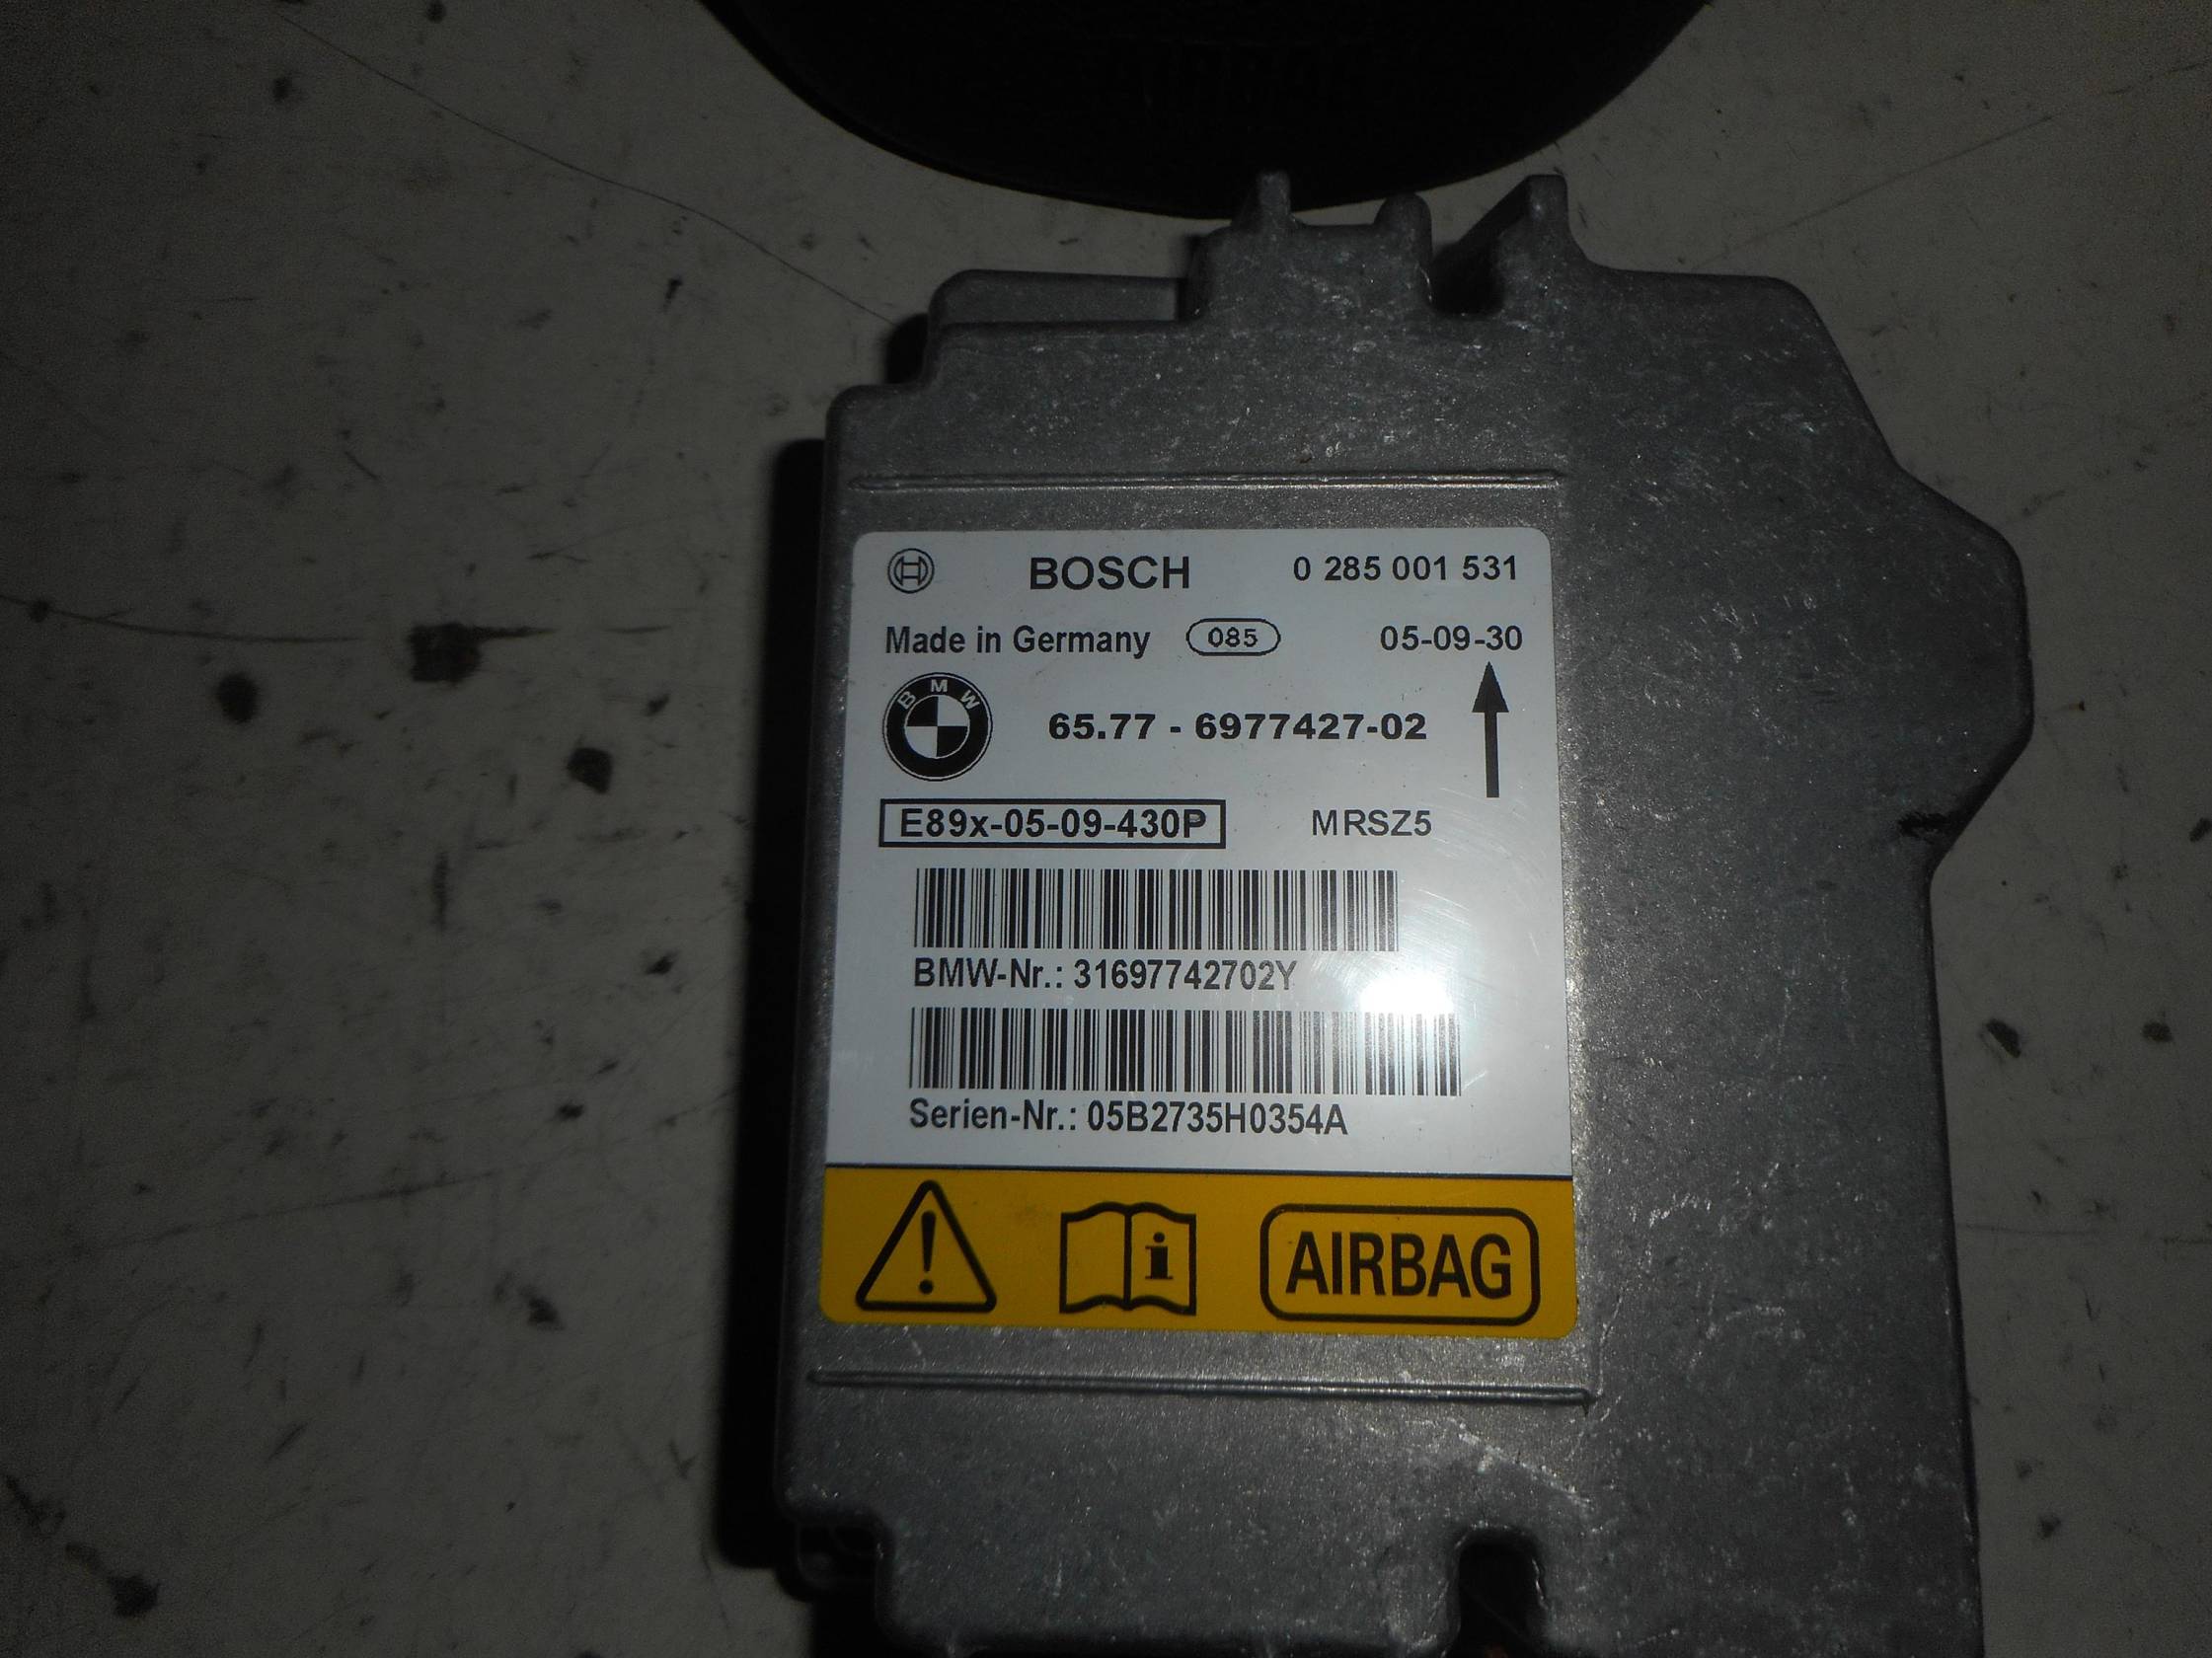 BOSCH 0 285 001 531
Made in Germany 085 05-09-30
BMW 65.77 - 6977427-02
E89x-05-09-430P MRSZ5
BMW-Nr.: 31697742702Y
Serien-Nr.: 05B2735H0354A
AIRBAG